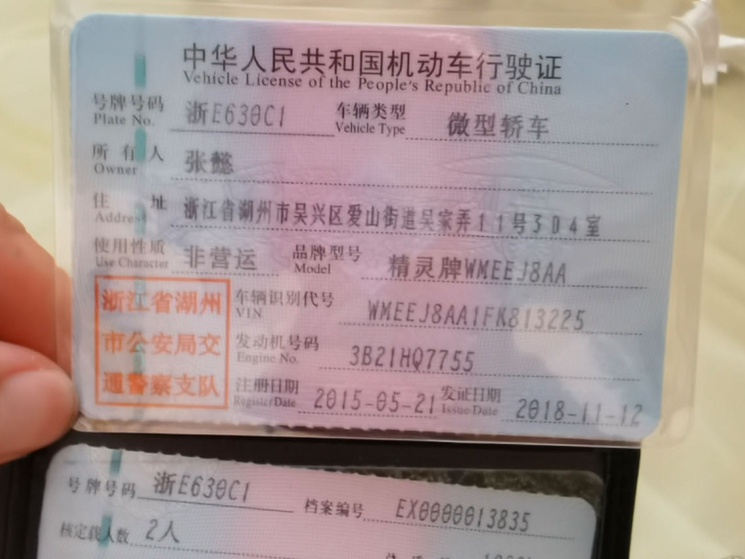 中华人民共和国机动车行驶证
Vehicle License of the People's Republic of China
号牌号码 浙E630C1 车辆类型 微型轿车
Plate No. Vehicle Type
所有人 张懿
Owner
住址 浙江省湖州市吴兴区爱山街道吴家弄11号304室
Address
使用性质 非营运 品牌型号 精灵牌WMEEJ8AA
Use Character Model
浙江省湖州 车辆识别代号 WMEEJ8AA1FK813225
VIN
市公安局交 发动机号码 3B21HQ7755
Engine No.
通警察支队 注册日期 2015-05-21 发证日期 2018-11-12
Register Date Issue Date
号牌号码 浙E630C1 档案编号 EX0000013835
核定载人数 2人